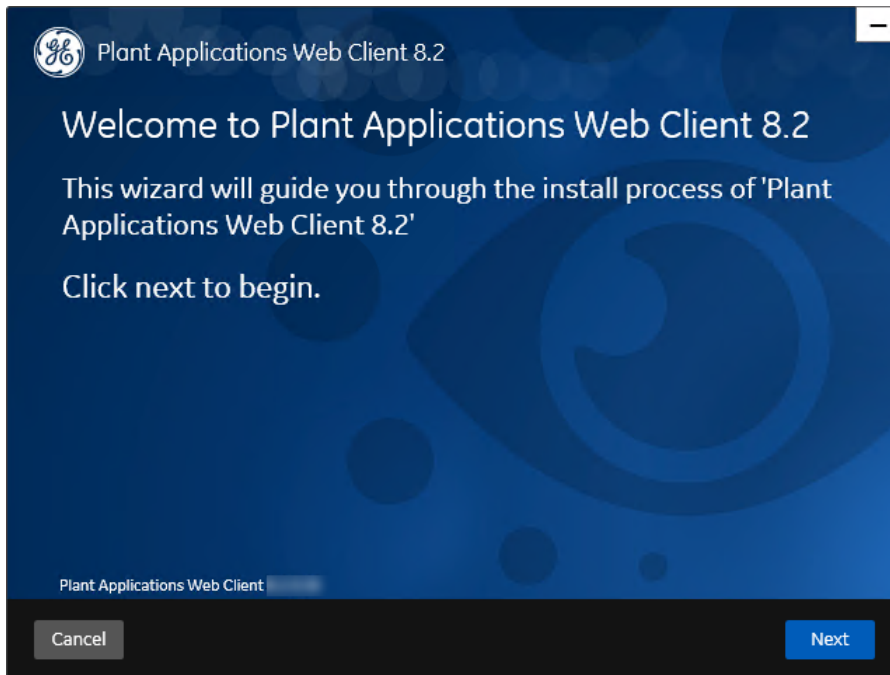 Plant Applications Web Client 8.2
Welcome to Plant Applications Web Client 8.2
This wizard will guide you through the install process of 'Plant
Applications Web Client 8.2'
Click next to begin.
Plant Applications Web Client
Cancel
Next